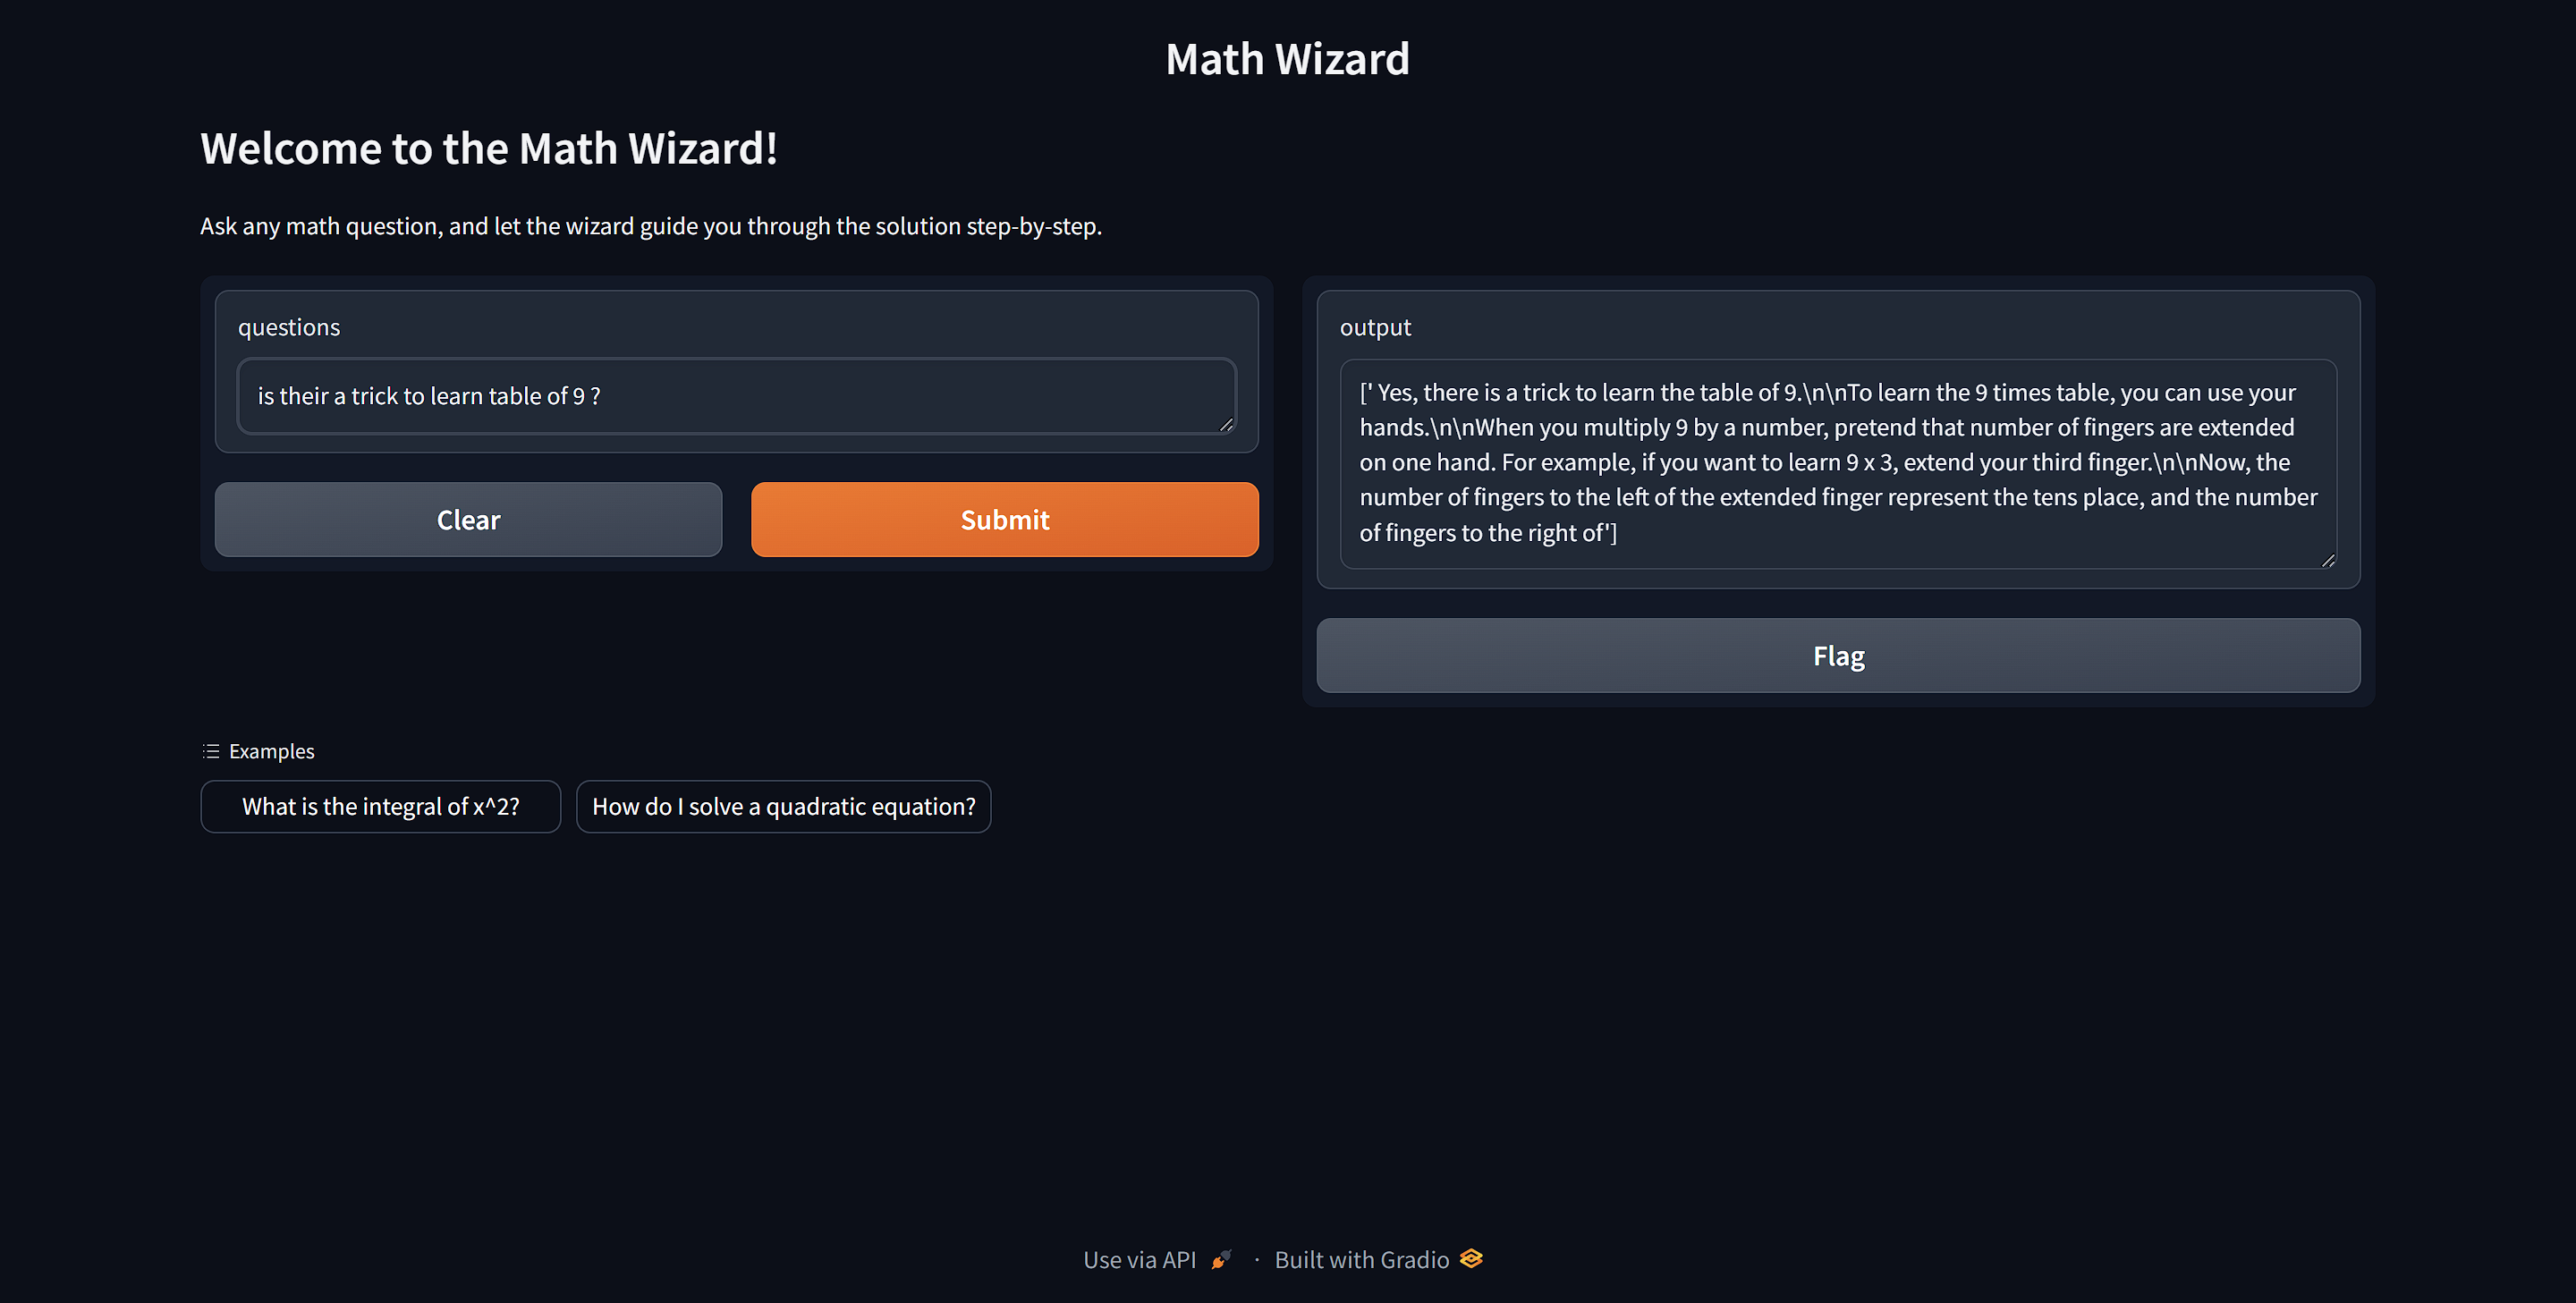 Math Wizard
Welcome to the Math Wizard!
Ask any math question, and let the wizard guide you through the solution step-by-step.
questions
is their a trick to learn table of 9 ?
Clear
Submit
output
[' Yes, there is a trick to learn the table of 9.\n\nTo learn the 9 times table, you can use your
hands.\n\nWhen you multiply 9 by a number, pretend that number of fingers are extended
on one hand. For example, if you want to learn 9 x 3, extend your third finger.\n\nNow, the
number of fingers to the left of the extended finger represent the tens place, and the number
of fingers to the right of']
Flag
Examples
What is the integral of x^2?
How do I solve a quadratic equation?
Use via API · Built with Gradio